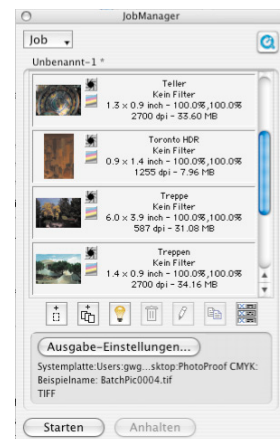 JobManager
Job
Unbenannt-1 *
Teller
Kein Filter
1.3 x 0.9 inch - 100.0%,100.0%
2700 dpi - 33.60 MB
Toronto HDR
Kein Filter
0.9 x 1.4 inch - 100.0%,100.0%
1255 dpi - 7.96 MB
Treppe
Kein Filter
6.0 x 3.9 inch - 100.0%,100.0%
587 dpi - 31.08 MB
Treppen
Kein Filter
1.4 x 0.9 inch - 100.0%,100.0%
2700 dpi - 34.16 MB
Ausgabe-Einstellungen...
Systemplatte:Users:gwg...sktop:PhotoProof CMYK:
Beispielname: BatchPic0004.tif
TIFF
Starten
Anhalten